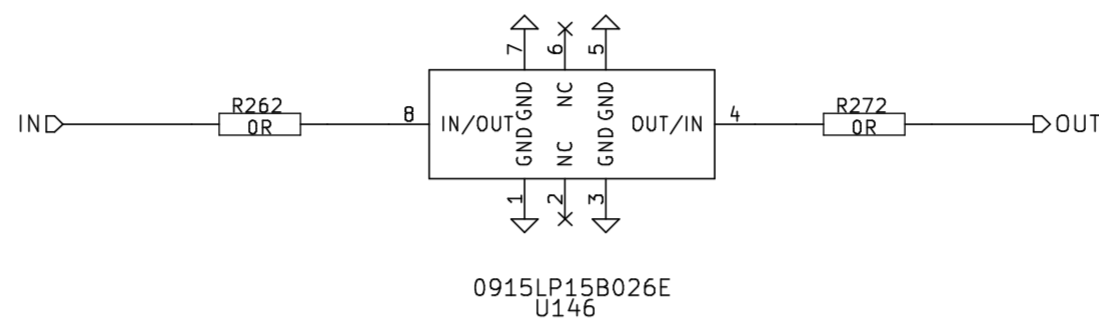 7 6 5
IN R262 8 IN/OUT GND NC GND OUT/IN 4 R272 OUT
0R GND NC GND 0R
1 2 3
0915LP15B026E
U146